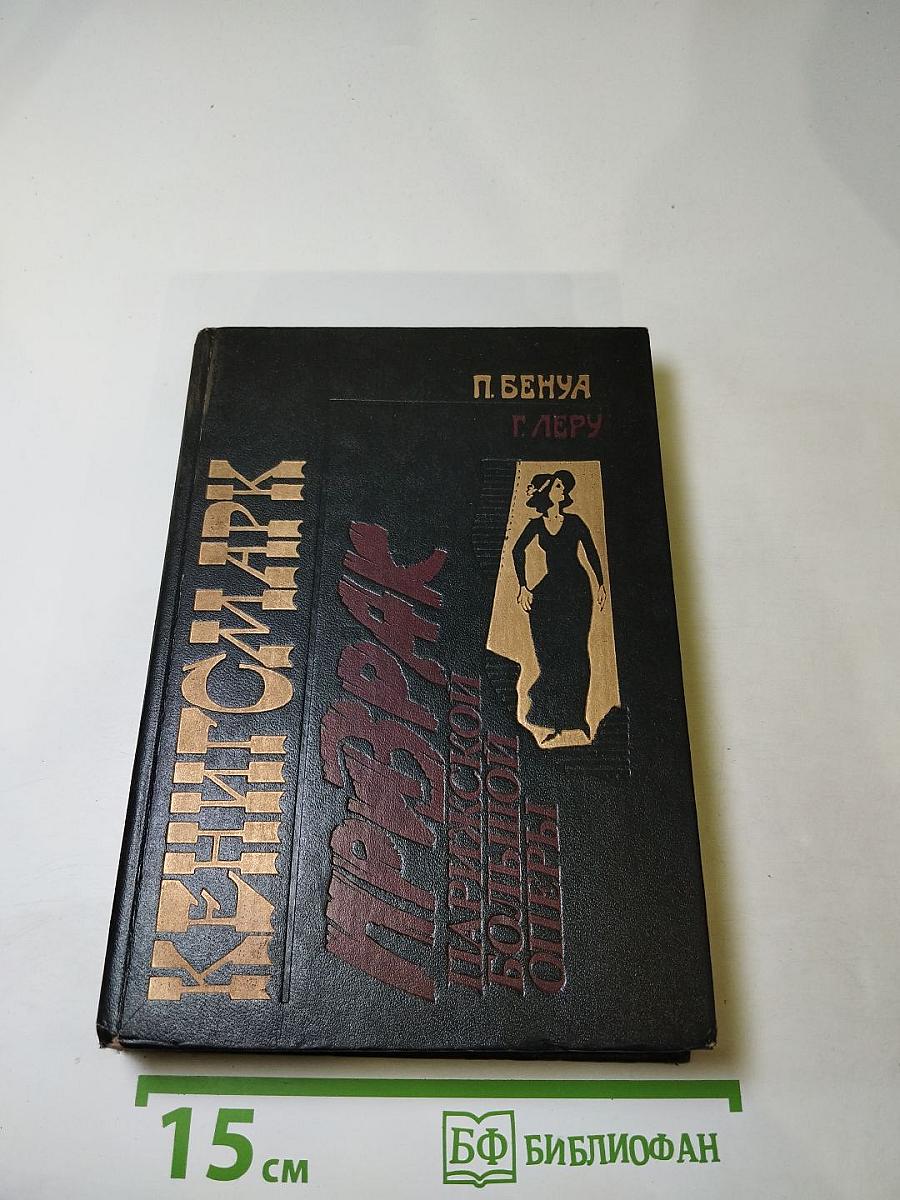 П. БЕНУА
Г. ЛЕРУ
КЕНИГСМАРК
ПРИЗРАК
ПАРИЖСКОЙ
БОЛЬШОЙ
ОПЕРЫ
15 см
БФ БИБЛИОФАН